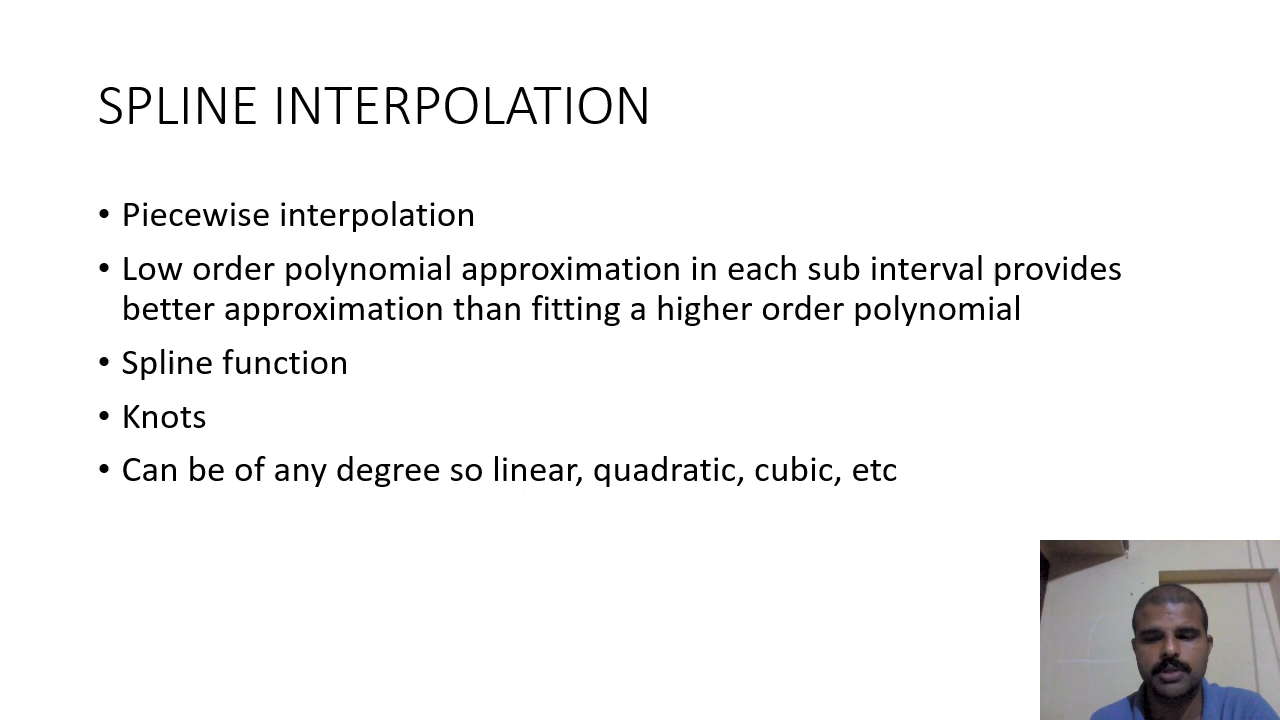 SPLINE INTERPOLATION
• Piecewise interpolation
• Low order polynomial approximation in each sub interval provides
better approximation than fitting a higher order polynomial
• Spline function
• Knots
• Can be of any degree so linear, quadratic, cubic, etc